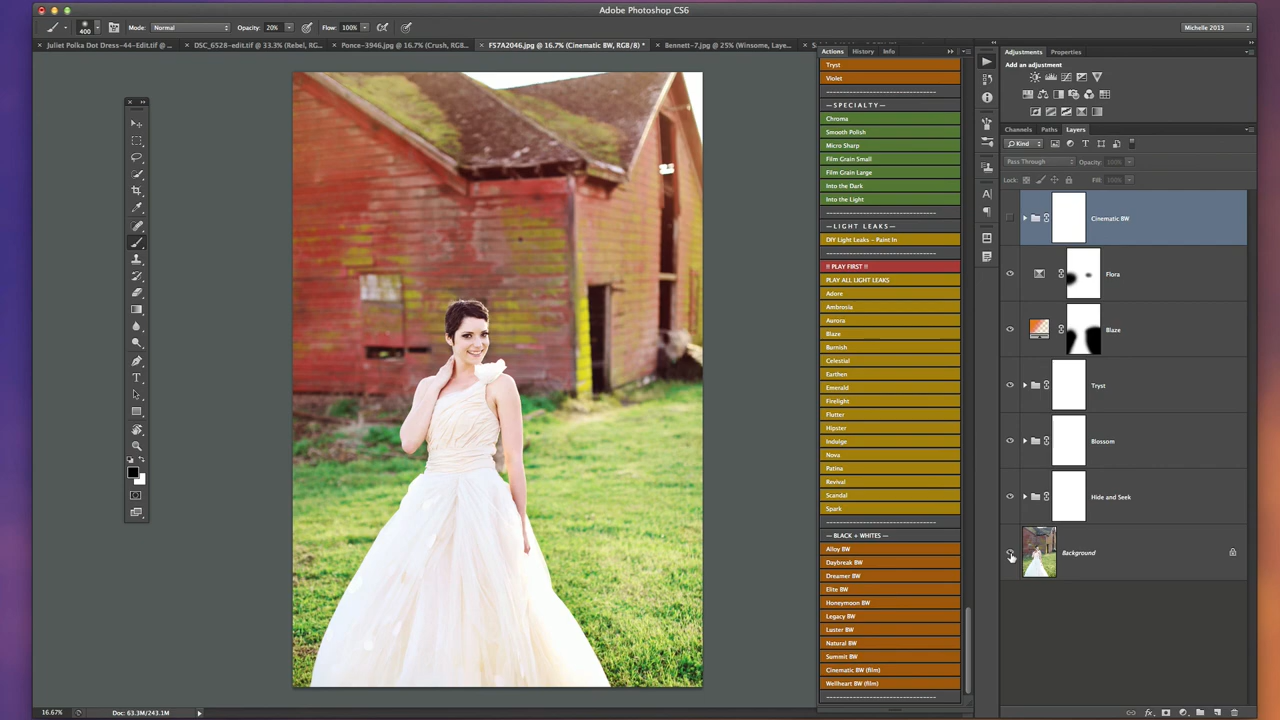 Adobe Photoshop CS6
400
Mode: Normal
Opacity: 20%
Flow: 100%
Michelle 2013
Juliet Polka Dot Dress-44-Edit.tif @ ...
DSC_6528-edit.tif @ 33.3% (Rebel, RG...
Ponce-3946.jpg @ 16.7% (Crush, RGB...
F57A2046.jpg @ 16.7% (Cinematic BW, RGB/8) *
Bennett-7.jpg @ 25% (Winsome, Laye...
Actions
History
Info
Tryst
Violet
— S P E C I A L T Y —
Chroma
Smooth Polish
Micro Sharp
Film Grain Small
Film Grain Large
Into the Dark
Into the Light
— L I G H T  L E A K S —
DIY Light Leaks - Paint In
!! PLAY FIRST !!
PLAY ALL LIGHT LEAKS
Adore
Ambrosia
Aurora
Blaze
Burnish
Celestial
Earthen
Emerald
Firelight
Flutter
Hipster
Indulge
Nova
Patina
Revival
Scandal
Spark
— BLACK + WHITES —
Alloy BW
Daybreak BW
Dreamer BW
Elite BW
Honeymoon BW
Legacy BW
Luster BW
Natural BW
Summit BW
Cinematic BW (film)
Wellheart BW (film)
Adjustments
Properties
Add an adjustment
Channels
Paths
Layers
Kind
Pass Through
Opacity: 100%
Lock:
Fill: 100%
Cinematic BW
Flora
Blaze
Tryst
Blossom
Hide and Seek
Background
16.67%
Doc: 63.3M/243.1M